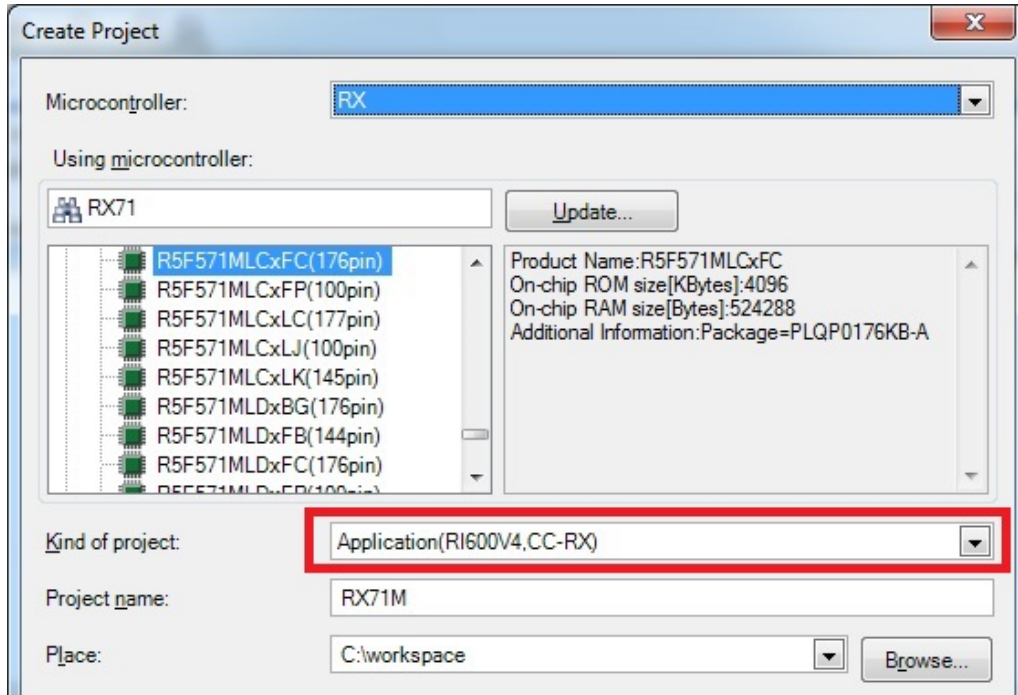 Create Project
Microcontroller:
RX
Using microcontroller:
RX71
Update...
R5F571MLCxFC(176pin)
R5F571MLCxFP(100pin)
R5F571MLCxLC(177pin)
R5F571MLCxLJ(100pin)
R5F571MLCxLK(145pin)
R5F571MLDxBG(176pin)
R5F571MLDxFB(144pin)
R5F571MLDxFC(176pin)
Product Name:R5F571MLCxFC
On-chip ROM size[KBytes]:4096
On-chip RAM size[Bytes]:524288
Additional Information:Package=PLQP0176KB-A
Kind of project:
Application(RI600V4,CC-RX)
Project name:
RX71M
Place:
C:\workspace
Browse...